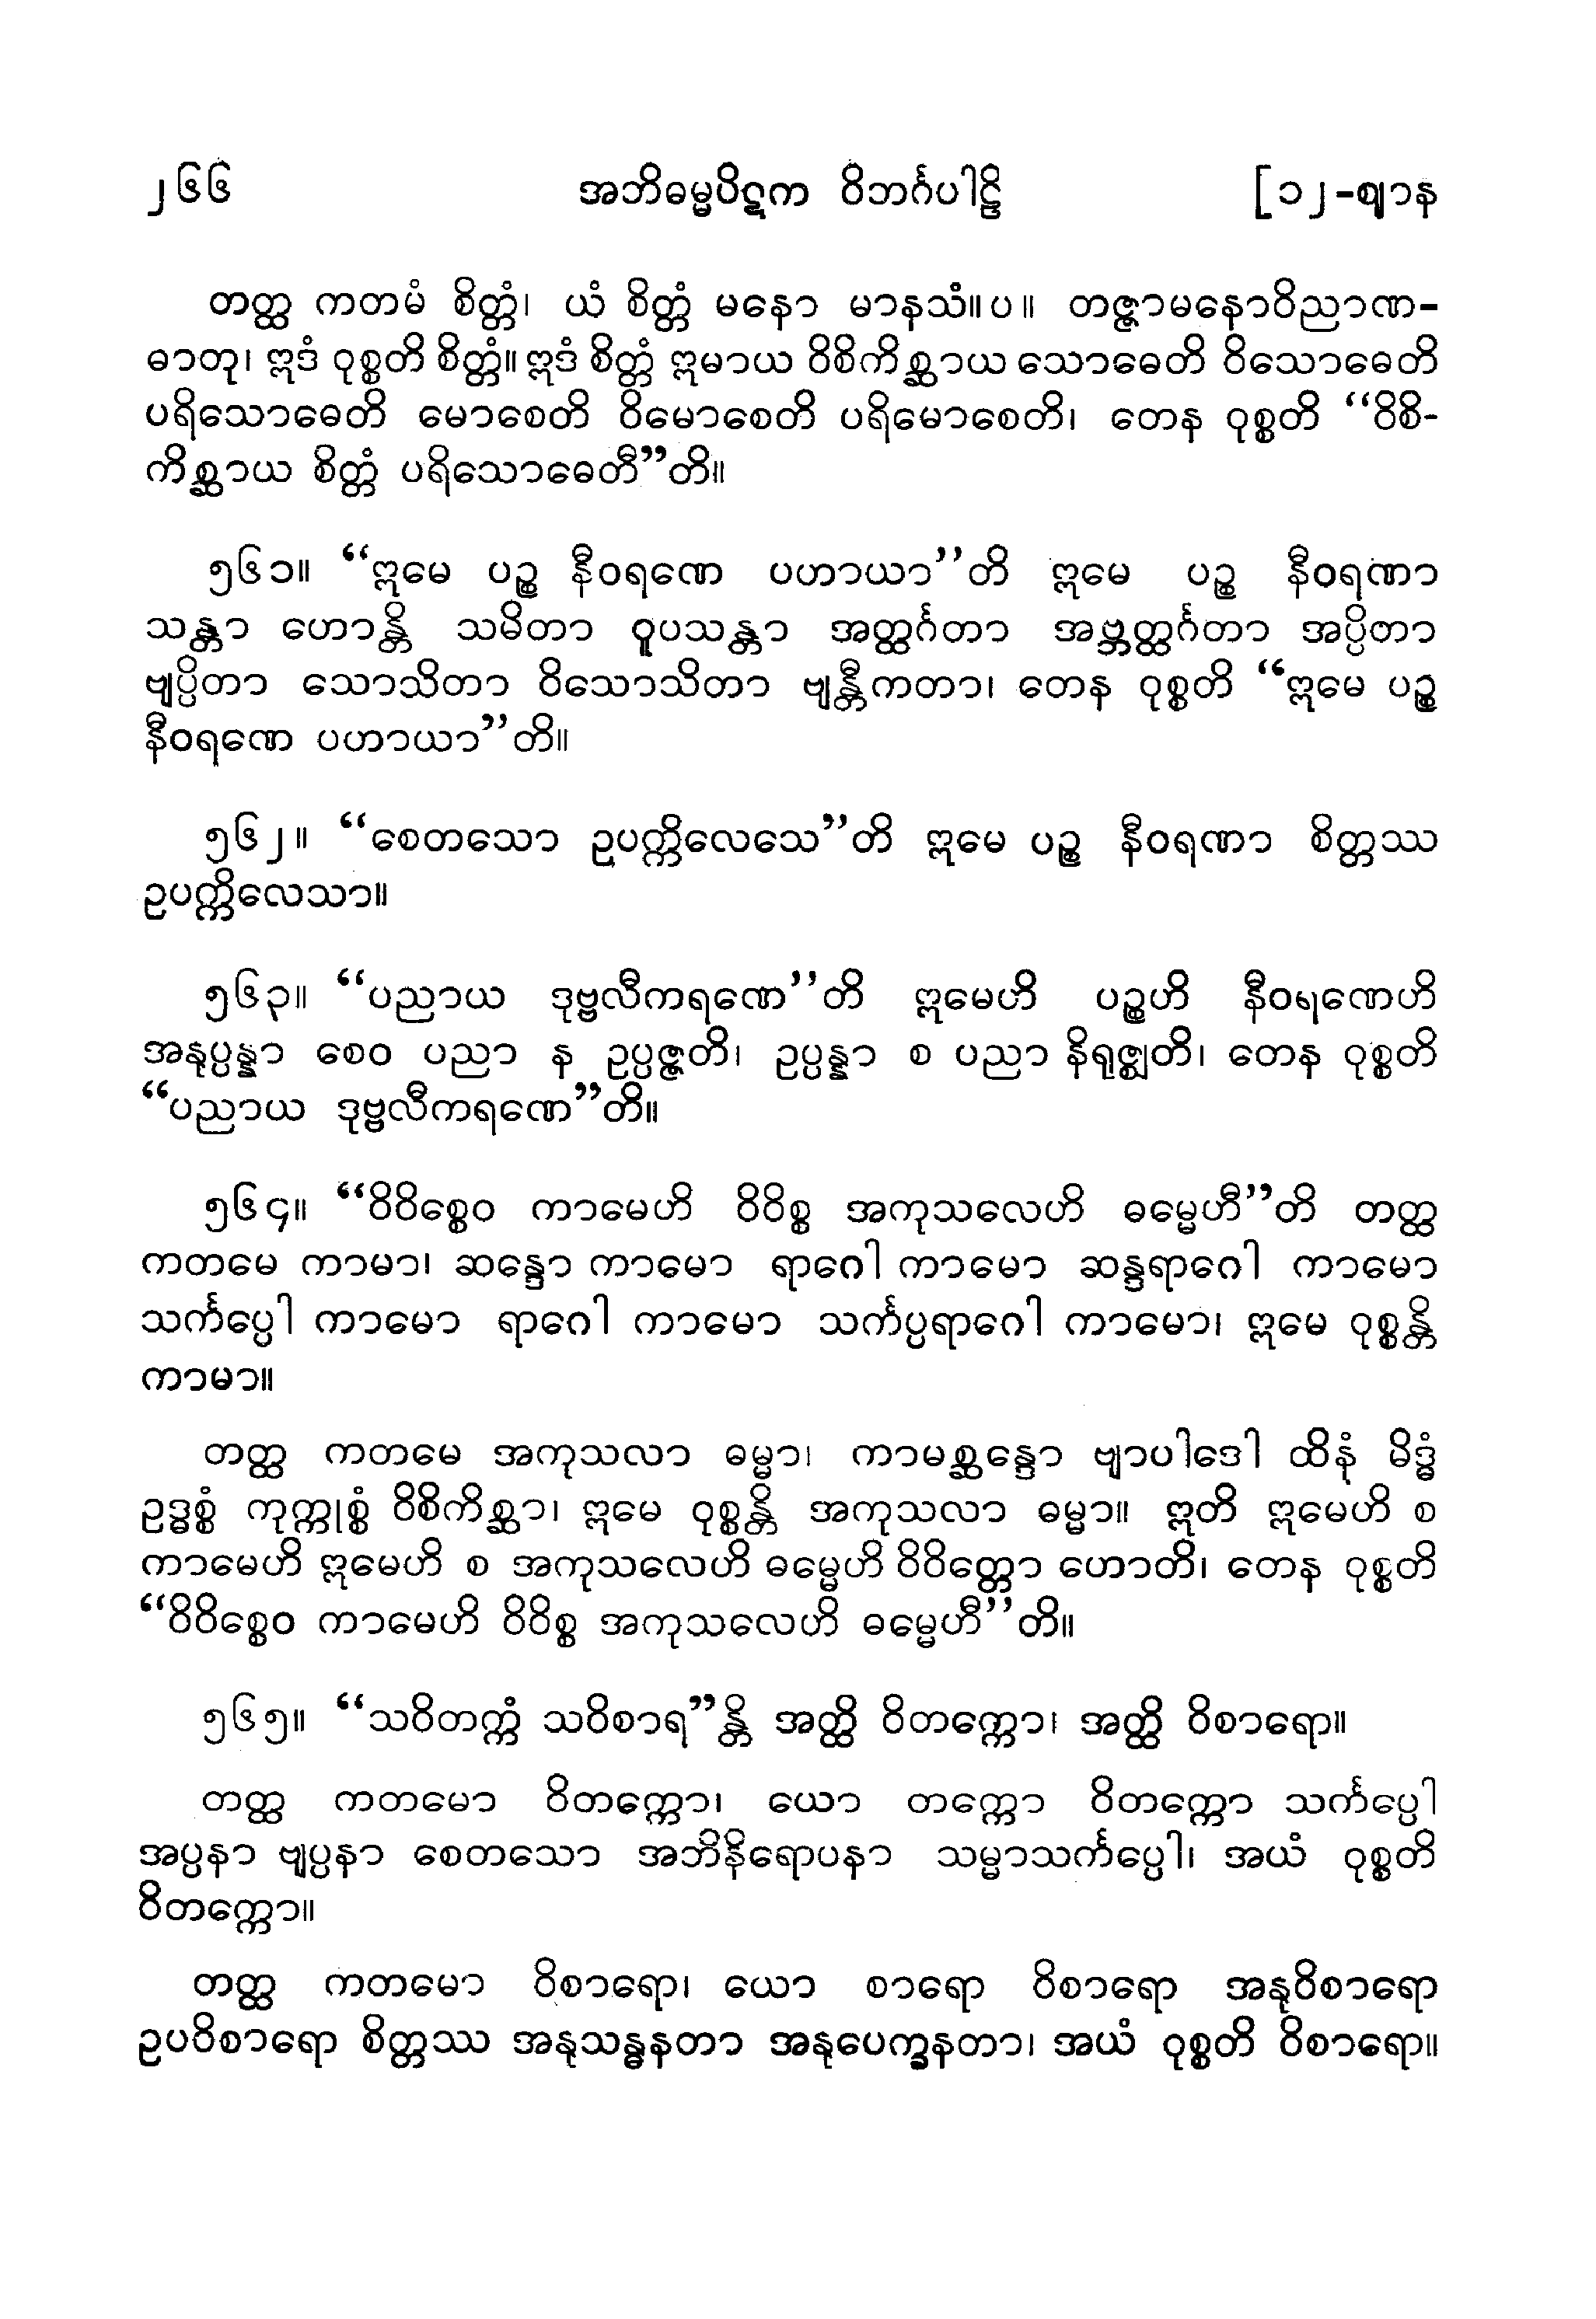 ၂၆၆ အဘိဓမ္မပိဋက ဝိဘင်္ဂပါဠိ [၁၂-ဈာန
တတ္ထ ကတမံ စိတ္တံ၊ ယံ စိတ္တံ မနော မာနသံ။ပ။ တဇ္ဇာမနောဝိညာဏ-
ဓာတု၊ ဣဒံ ဝုစ္စတိ စိတ္တံ။ ဣဒံ စိတ္တံ ဣမာယ ဝိစိကိစ္ဆာယ သောဓေတိ ဝိသောဓေတိ
ပရိသောဓေတိ မောစေတိ ဝိမောစေတိ ပရိမောစေတိ၊ တေန ဝုစ္စတိ “ဝိစိ-
ကိစ္ဆာယ စိတ္တံ ပရိသောဓေတီ”တိ။
၅၆၁။ “ဣမေ ပဉ္စ နီဝရဏေ ပဟာယာ”တိ ဣမေ ပဉ္စ နီဝရဏာ
သန္တာ ဟောန္တိ သမိတာ ဝူပသန္တာ အတ္ထင်္ဂတာ အဗ္ဘတ္ထင်္ဂတာ အပ္ပိတာ
ဗျပ္ပိတာ သောသိတာ ဝိသောသိတာ ဗျန္တီကတာ၊ တေန ဝုစ္စတိ “ဣမေ ပဉ္စ
နီဝရဏေ ပဟာယာ”တိ။
၅၆၂။ “စေတသော ဥပက္ကိလေသေ”တိ ဣမေ ပဉ္စ နီဝရဏာ စိတ္တဿ
ဥပက္ကိလေသာ။
၅၆၃။ “ပညာယ ဒုဗ္ဗလီကရဏေ”တိ ဣမေဟိ ပဉ္စဟိ နီဝရဏေဟိ
အနုပ္ပန္နာ စေဝ ပညာ န ဥပ္ပဇ္ဇတိ၊ ဥပ္ပန္နာ စ ပညာ နိရုဇ္ဈတိ၊ တေန ဝုစ္စတိ
“ပညာယ ဒုဗ္ဗလီကရဏေ”တိ။
၅၆၄။ “ဝိဝိစ္စေဝ ကာမေဟိ ဝိဝိစ္စ အကုသလေဟိ ဓမ္မေဟီ”တိ တတ္ထ
ကတမေ ကာမာ၊ ဆန္ဒော ကာမော ရာဂေါ ကာမော ဆန္ဒရာဂေါ ကာမော
သင်္ကပ္ပေါ ကာမော ရာဂေါ ကာမော သင်္ကပ္ပရာဂေါ ကာမော၊ ဣမေ ဝုစ္စန္တိ
ကာမာ။
တတ္ထ ကတမေ အကုသလာ ဓမ္မာ၊ ကာမစ္ဆန္ဒော ဗျာပါဒေါ ထိနံ မိဒ္ဓံ
ဥဒ္ဓစ္စံ ကုက္ကုစ္စံ ဝိစိကိစ္ဆာ၊ ဣမေ ဝုစ္စန္တိ အကုသလာ ဓမ္မာ။ ဣတိ ဣမေဟိ စ
ကာမေဟိ ဣမေဟိ စ အကုသလေဟိ ဓမ္မေဟိ ဝိဝိတ္တော ဟောတိ၊ တေန ဝုစ္စတိ
“ဝိဝိစ္စေဝ ကာမေဟိ ဝိဝိစ္စ အကုသလေဟိ ဓမ္မေဟီ”တိ။
၅၆၅။ “သဝိတက္ကံ သဝိစာရ”န္တိ အတ္ထိ ဝိတက္ကော၊ အတ္ထိ ဝိစာရော။
တတ္ထ ကတမော ဝိတက္ကော၊ ယော တက္ကော ဝိတက္ကော သင်္ကပ္ပေါ
အပ္ပနာ ဗျပ္ပနာ စေတသော အဘိနိရောပနာ သမ္မာသင်္ကပ္ပေါ၊ အယံ ဝုစ္စတိ
ဝိတက္ကော။
တတ္ထ ကတမော ဝိစာရော၊ ယော စာရော ဝိစာရော အနုဝိစာရော
ဥပဝိစာရော စိတ္တဿ အနုသန္ဓနတာ အနုပေက္ခနတာ၊ အယံ ဝုစ္စတိ ဝိစာရော။